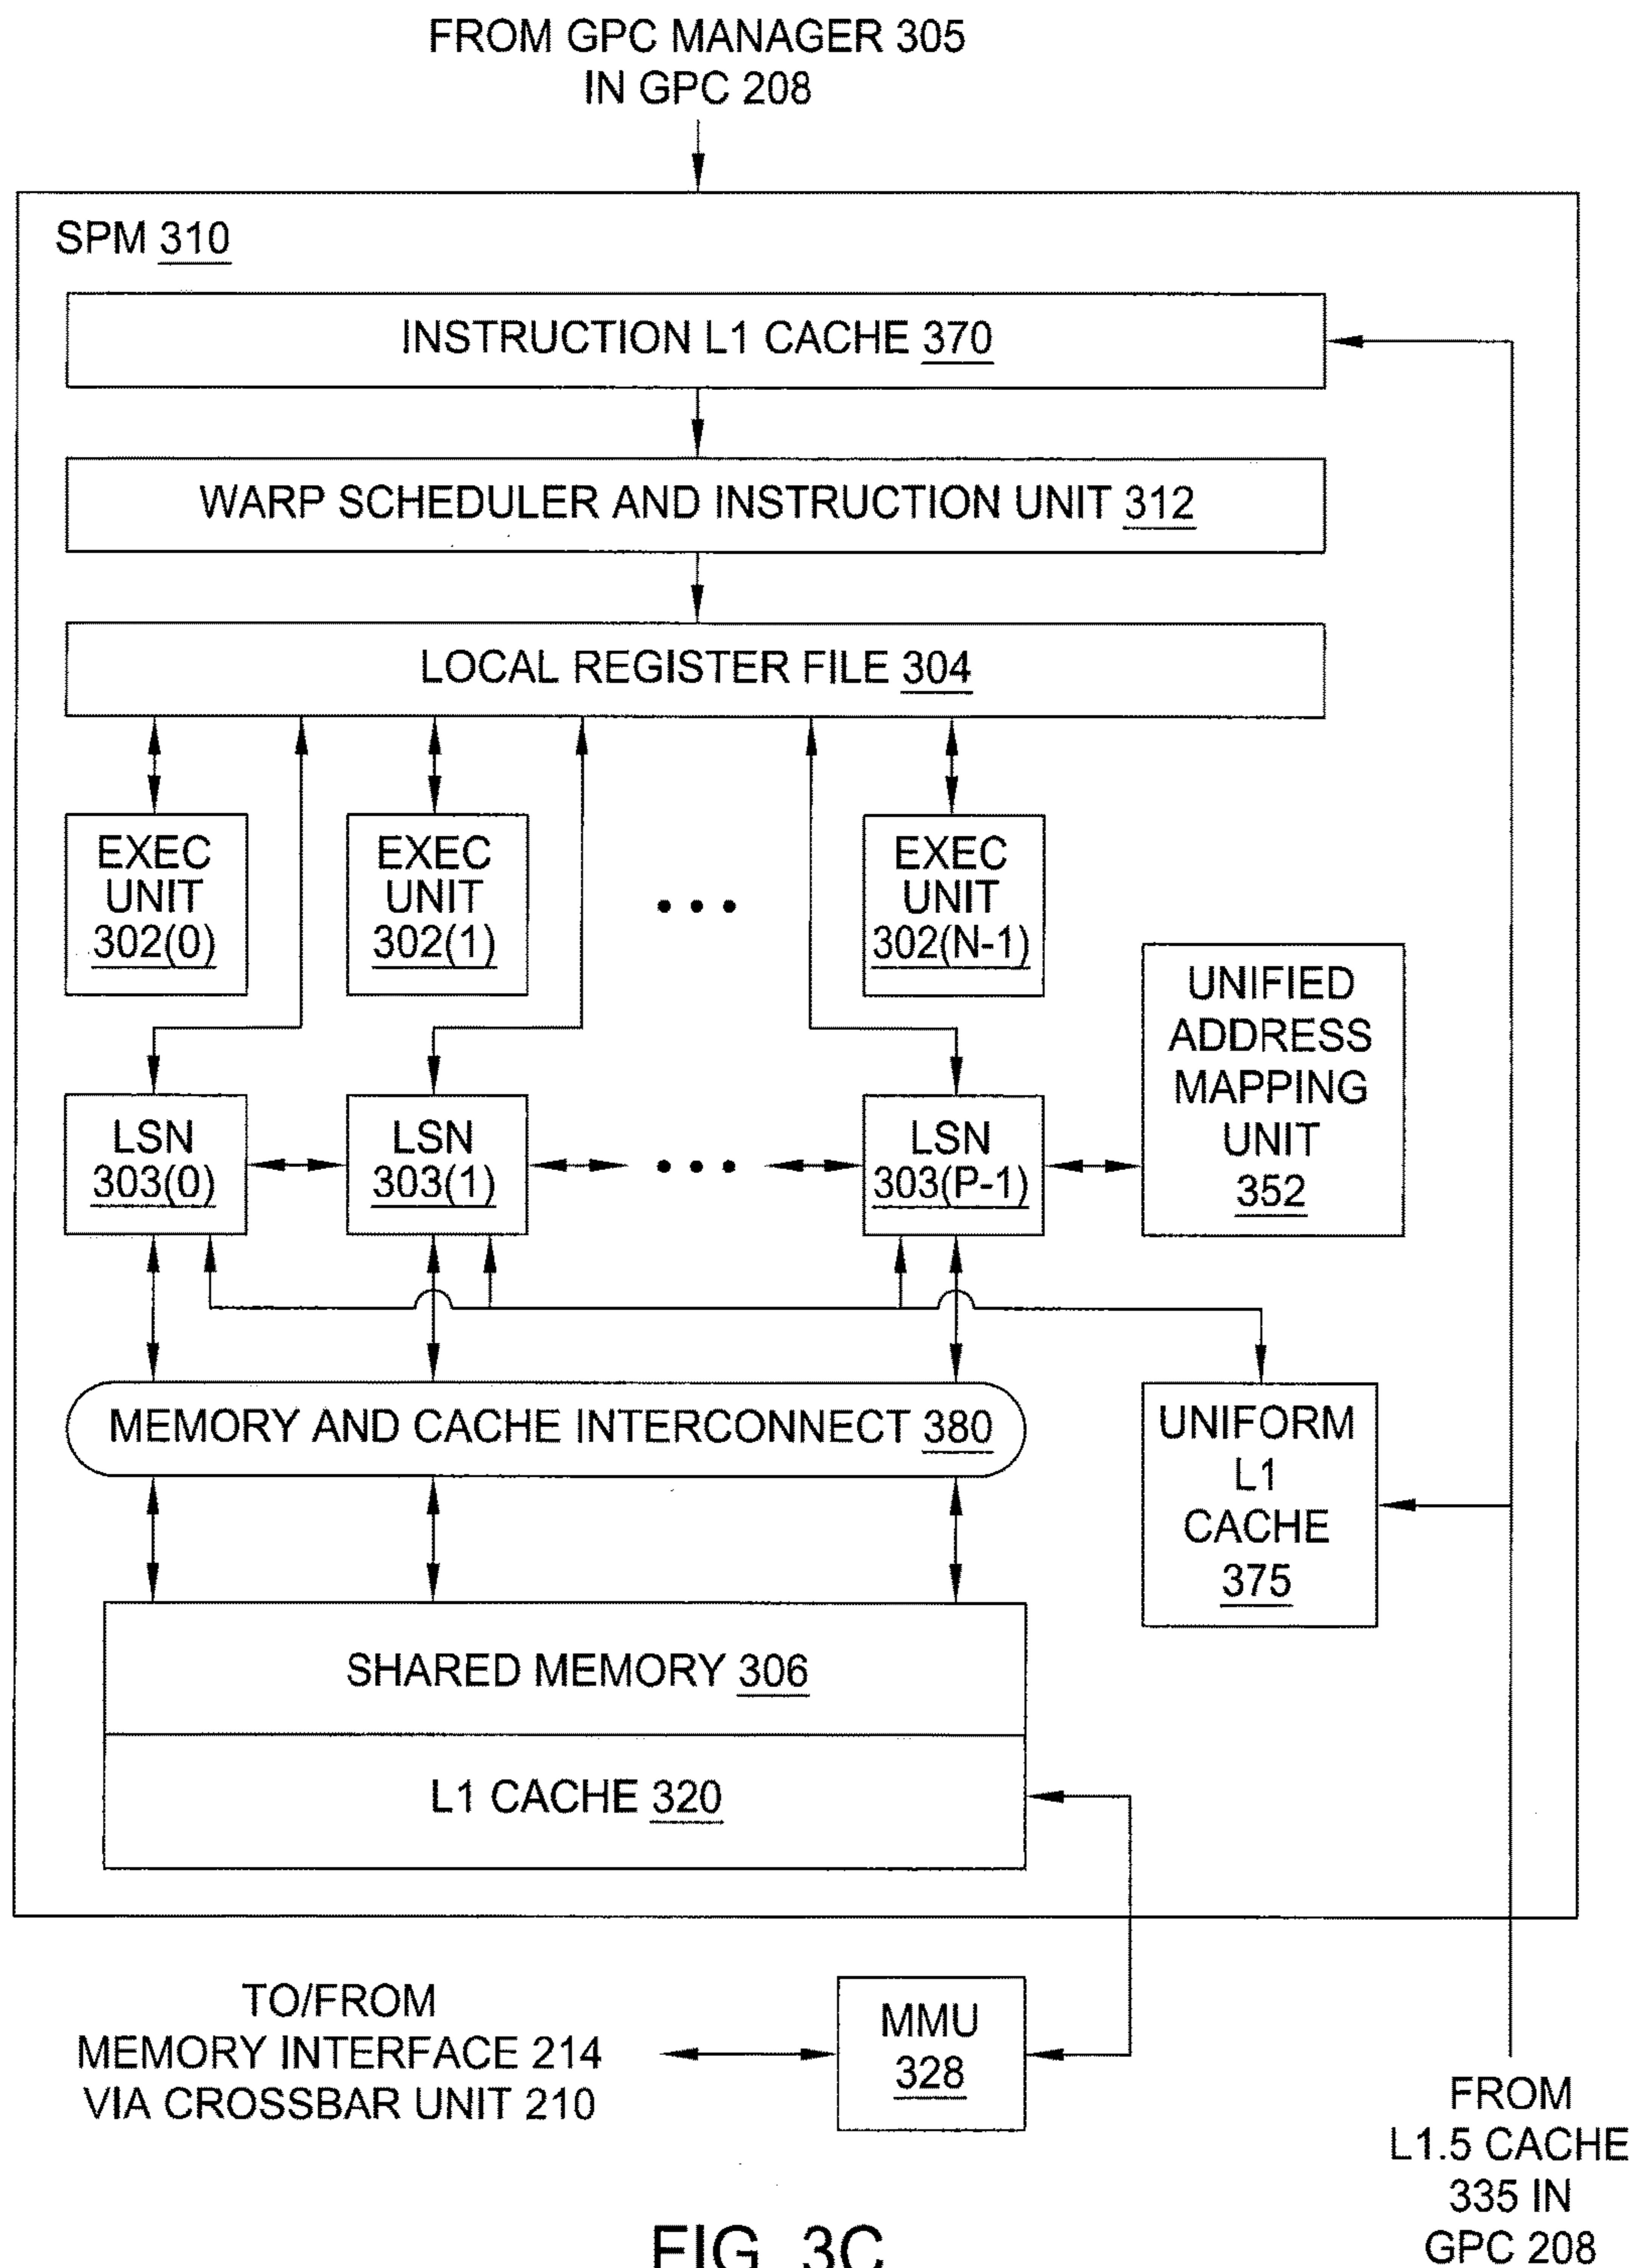 FROM GPC MANAGER 305
IN GPC 208
SPM 310
INSTRUCTION L1 CACHE 370
WARP SCHEDULER AND INSTRUCTION UNIT 312
LOCAL REGISTER FILE 304
EXEC
UNIT
302(0)
EXEC
UNIT
302(1)
EXEC
UNIT
302(N-1)
UNIFIED
ADDRESS
MAPPING
UNIT
352
LSN
303(0)
LSN
303(1)
LSN
303(P-1)
MEMORY AND CACHE INTERCONNECT 380
UNIFORM
L1
CACHE
375
SHARED MEMORY 306
L1 CACHE 320
TO/FROM
MEMORY INTERFACE 214
VIA CROSSBAR UNIT 210
MMU
328
FROM
L1.5 CACHE
335 IN
GPC 208
FIG. 3C